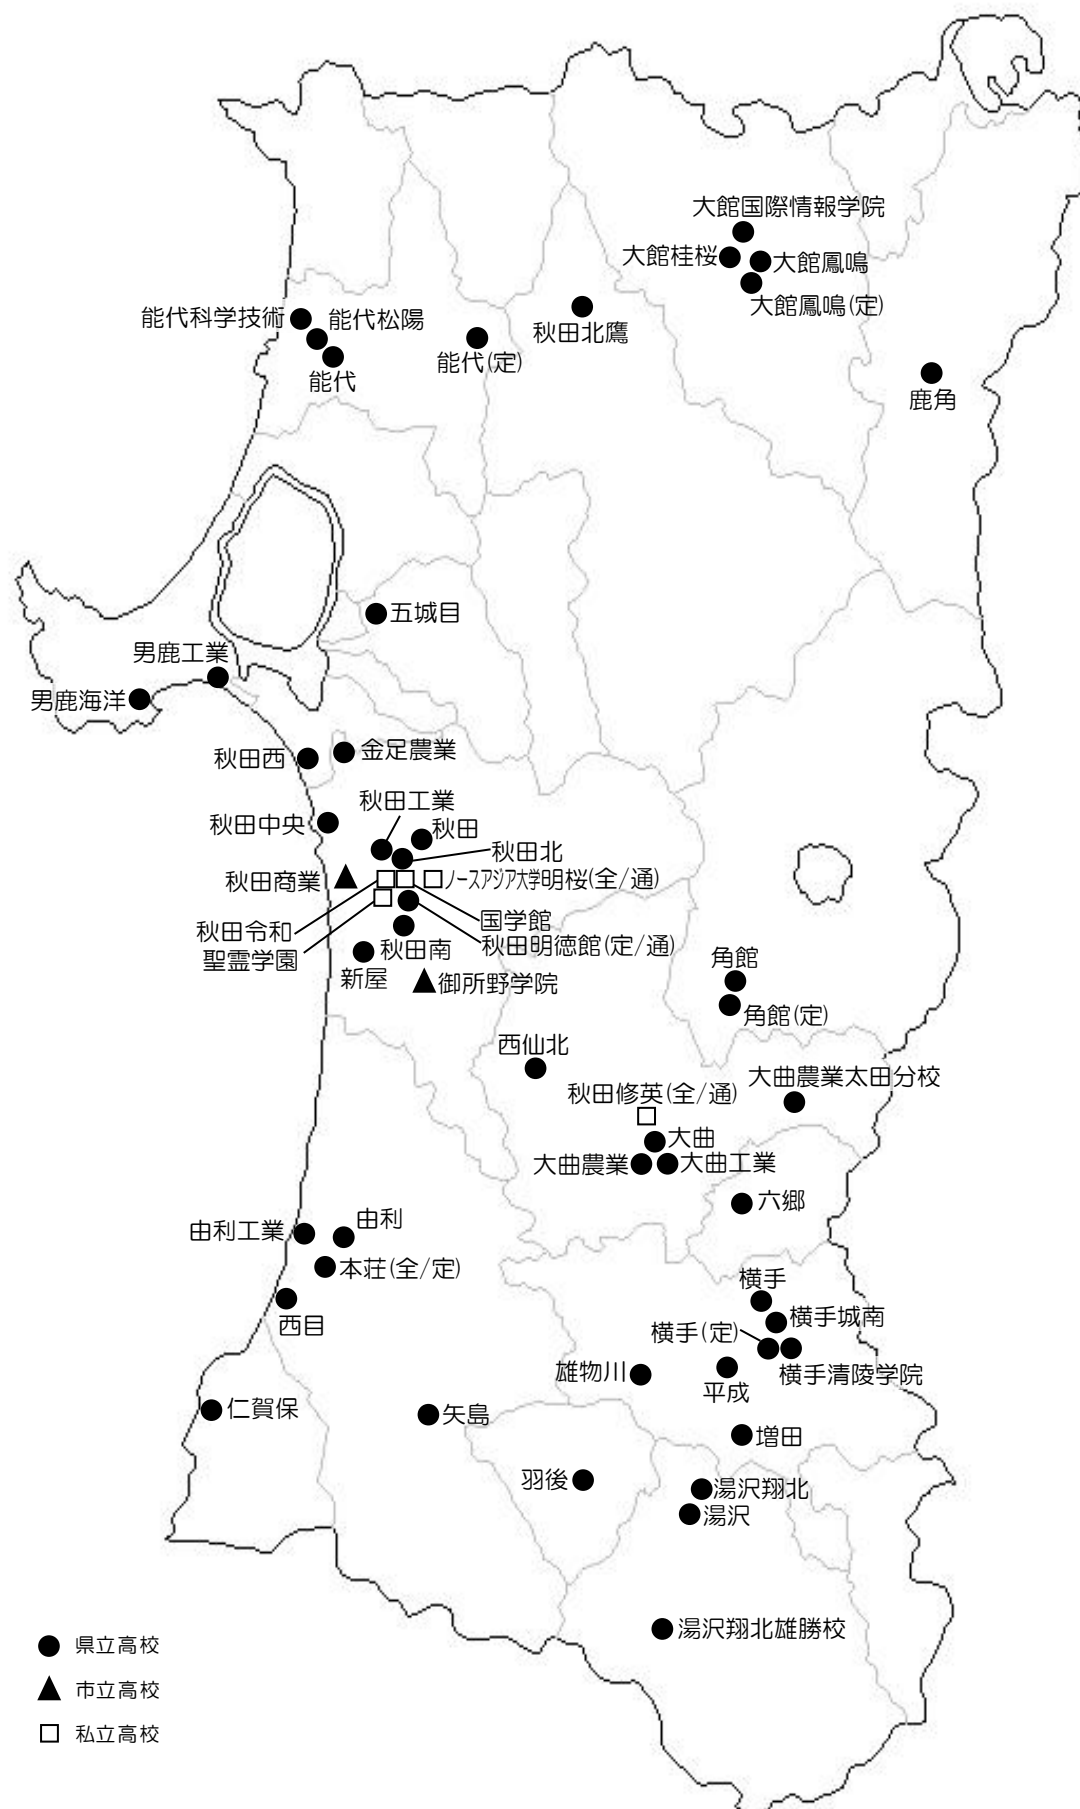 大館国際情報学院
大館桂桜
大館鳳鳴
大館鳳鳴(定)
能代科学技術
能代松陽
秋田北鷹
能代(定)
能代
鹿角
五城目
男鹿工業
男鹿海洋
秋田西
金足農業
秋田工業
秋田中央
秋田
秋田北
秋田商業
ノースアジア大学明桜(全/通)
国学館
秋田令和
秋田明徳館(定/通)
聖霊学園
秋田南
新屋
御所野学院
角館
角館(定)
西仙北
大曲農業太田分校
秋田修英(全/通)
大曲
大曲農業
大曲工業
六郷
由利
由利工業
本荘(全/定)
横手
西目
横手城南
横手(定)
横手清陵学院
雄物川
平成
仁賀保
矢島
増田
羽後
湯沢翔北
湯沢
湯沢翔北雄勝校
県立高校
市立高校
私立高校